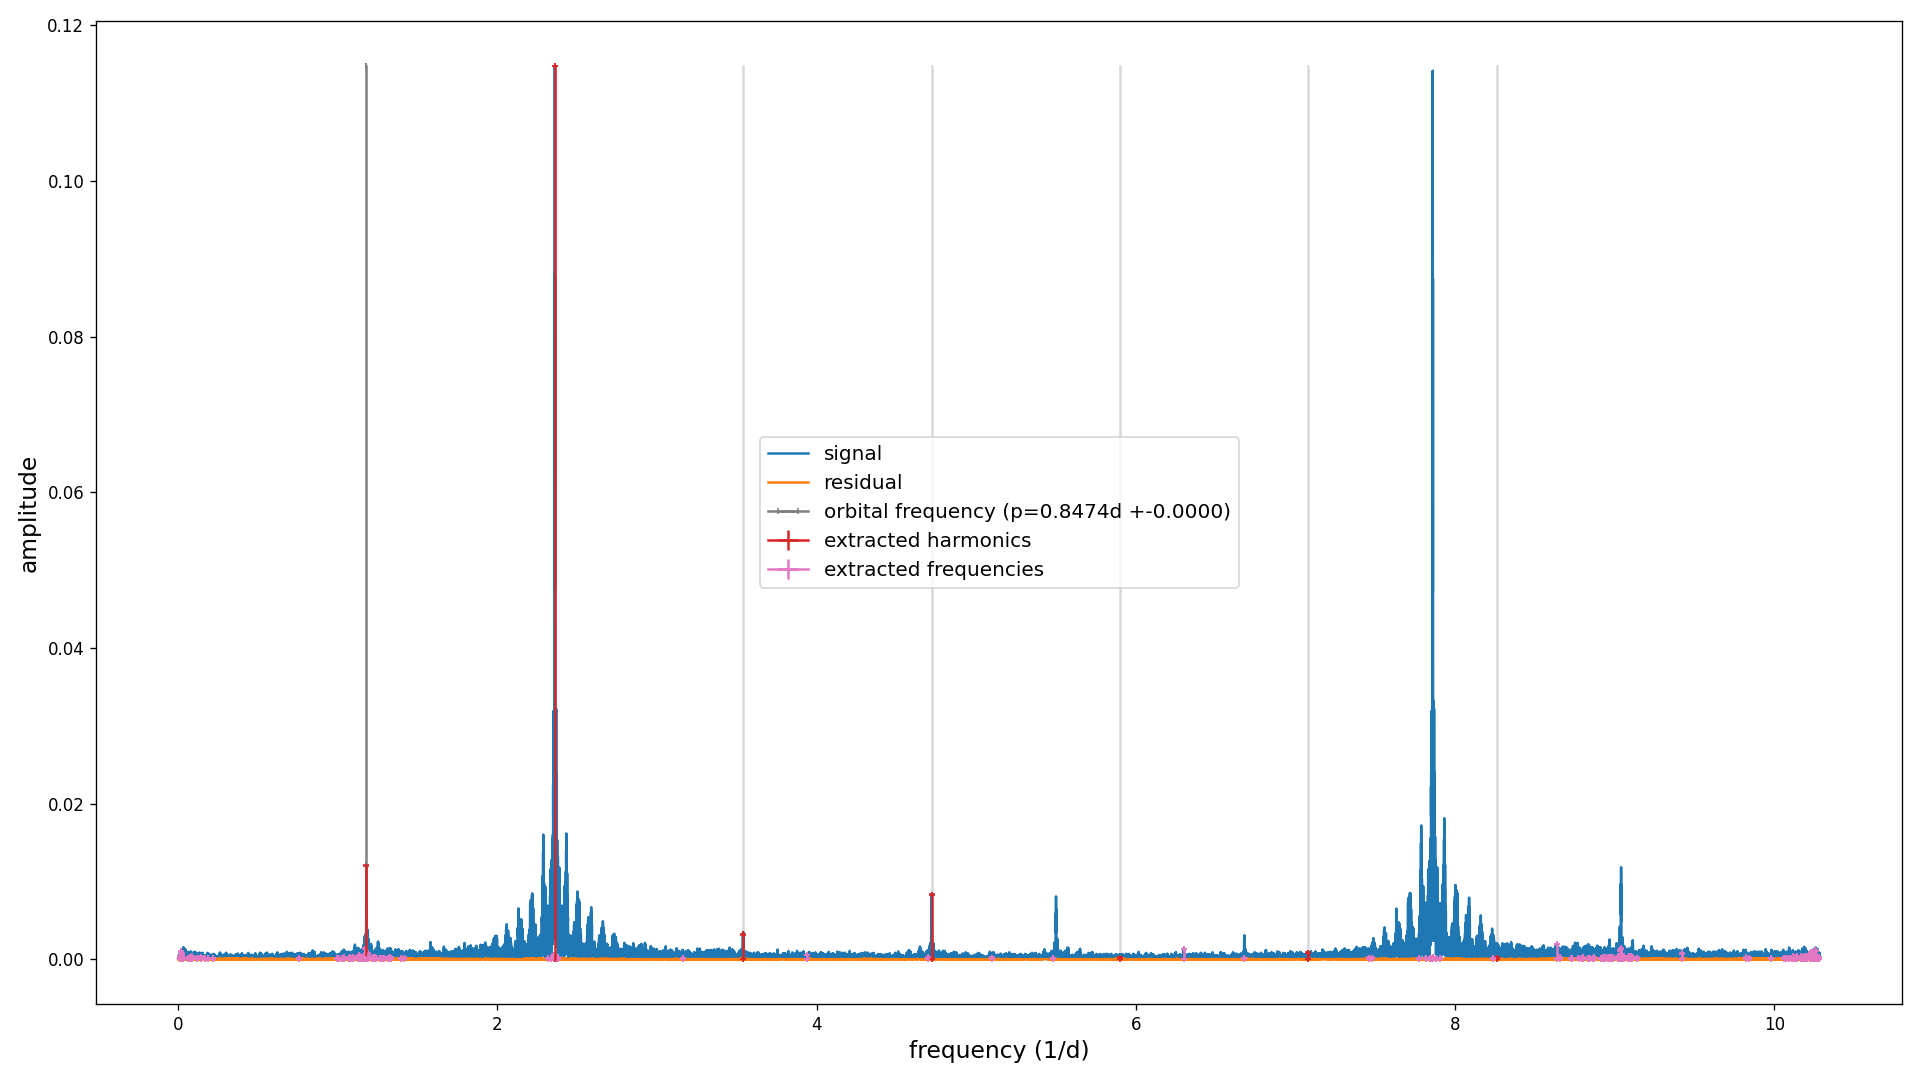 0.12
0.10
0.08
0.06
0.04
0.02
0.00
amplitude
signal
residual
orbital frequency (p=0.8474d +-0.0000)
extracted harmonics
extracted frequencies
0 2 4 6 8 10
frequency (1/d)